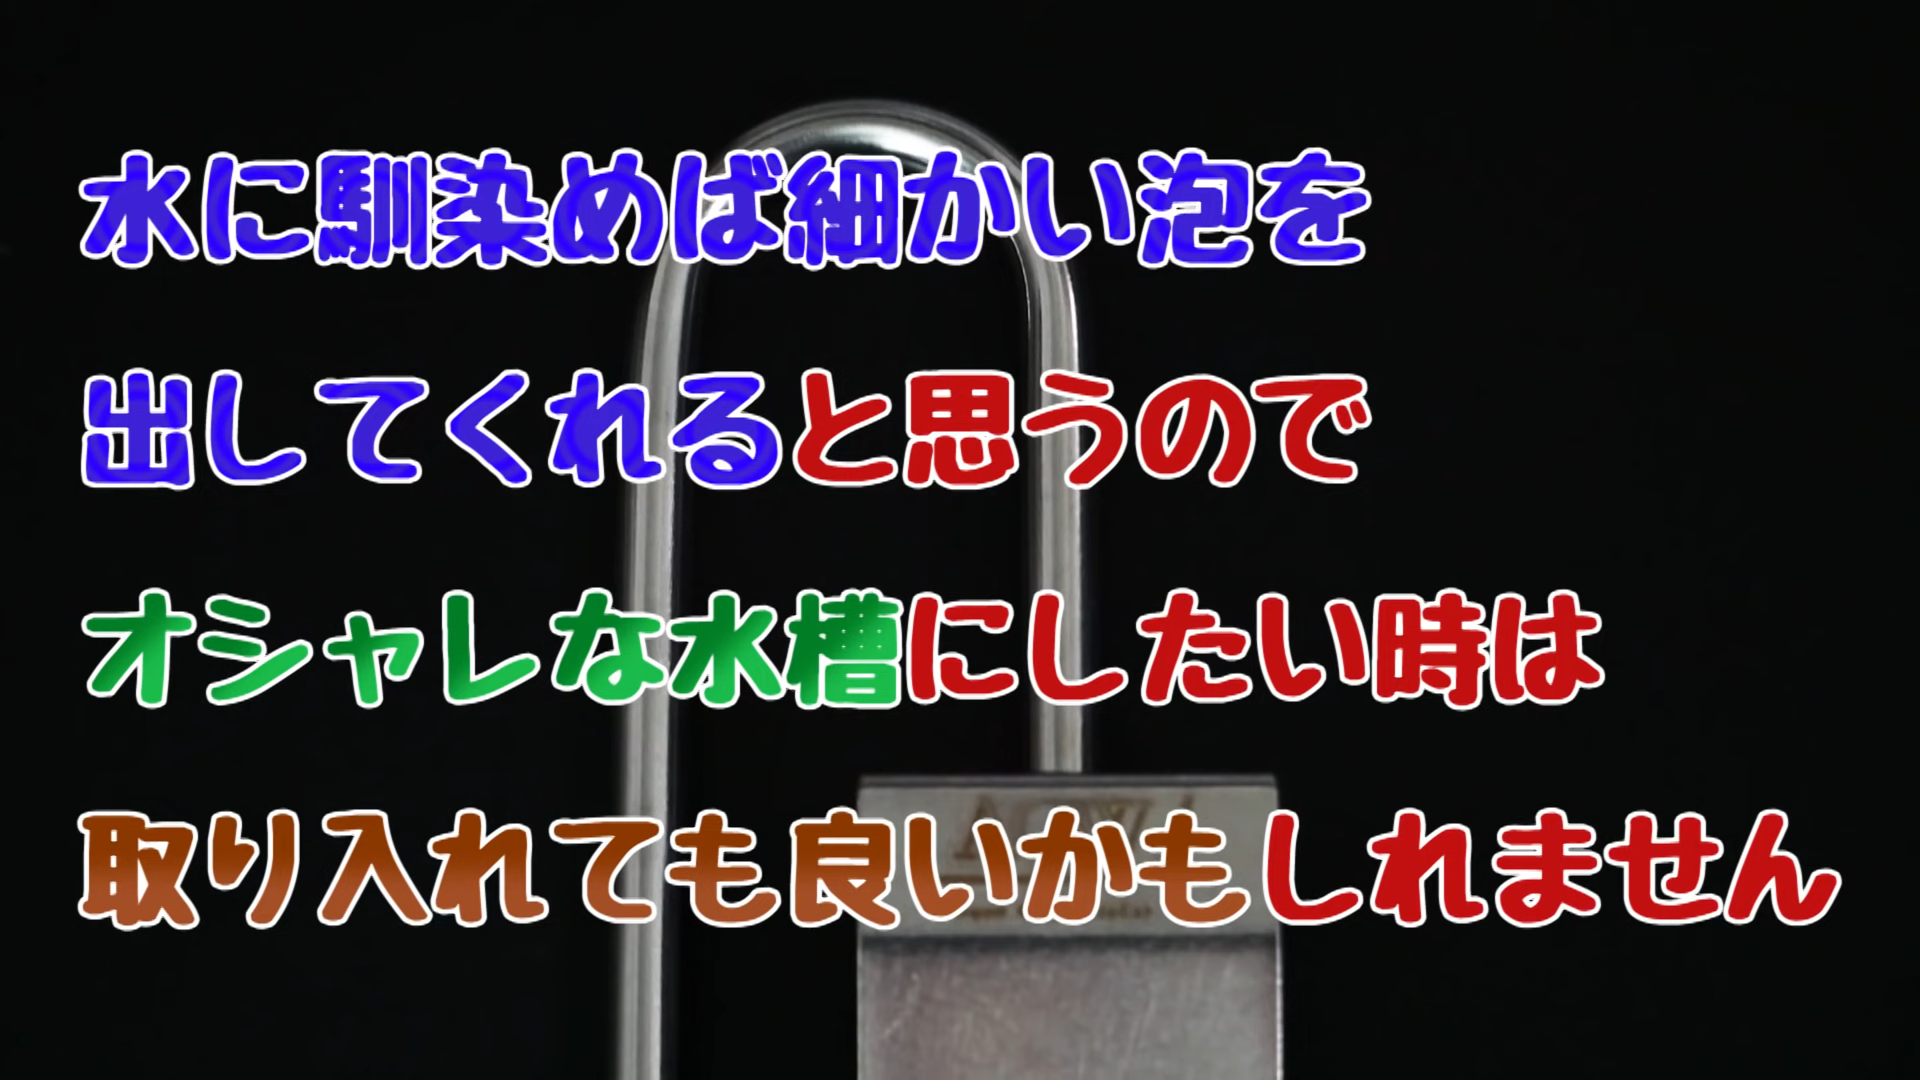 水に馴染めば細かい泡を
出してくれると思うので
オシャレな水槽にしたい時は
取り入れても良いかもしれません